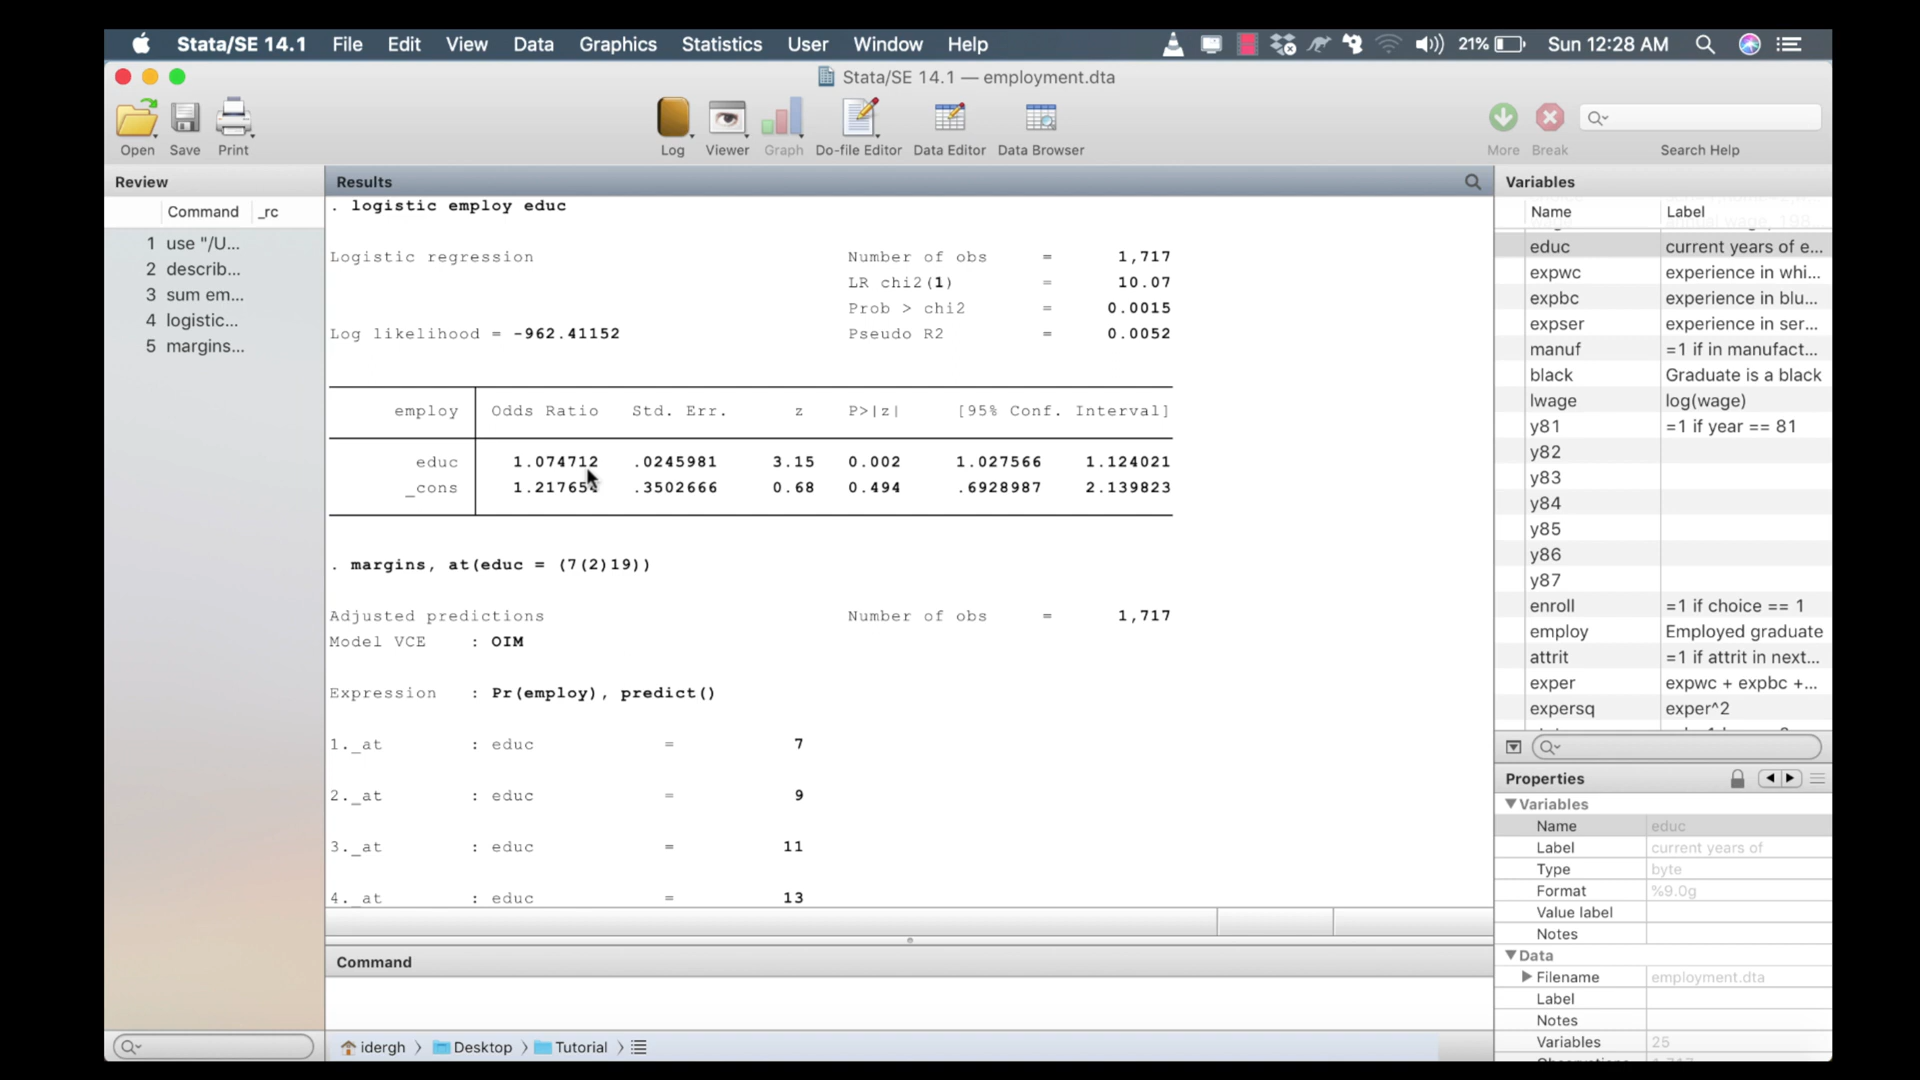 Stata/SE 14.1 File Edit View Data Graphics Statistics User Window Help 21% Sun 12:28 AM
Stata/SE 14.1 — employment.dta
Open Save Print Log Viewer Graph Do-file Editor Data Editor Data Browser More Break Search Help
Review
Command _rc
1 use "/U...
2 describ...
3 sum em...
4 logistic...
5 margins...
Results
. logistic employ educ
Logistic regression Number of obs = 1,717
LR chi2(1) = 10.07
Prob > chi2 = 0.0015
Log likelihood = -962.41152 Pseudo R2 = 0.0052
employ Odds Ratio Std. Err. z P>|z| [95% Conf. Interval]
educ 1.074712 .0245981 3.15 0.002 1.027566 1.124021
_cons .3502666 0.68 0.494 .6928987 2.139823
. margins, at(educ = (7(2)19))
Adjusted predictions Number of obs = 1,717
Model VCE : OIM
Expression : Pr(employ), predict()
1._at : educ = 7
2._at : educ = 9
3._at : educ = 11
4._at : educ = 13
Command
idergh Desktop Tutorial
Variables
Name Label
educ current years of e...
expwc experience in whi...
expbc experience in blu...
expser experience in ser...
manuf =1 if in manufact...
black Graduate is a black
lwage log(wage)
y81 =1 if year == 81
y82
y83
y84
y85
y86
y87
enroll =1 if choice == 1
employ Employed graduate
attrit =1 if attrit in next...
exper expwc + expbc +...
expersq exper^2
Properties
Variables
Name educ
Label current years of
Type byte
Format %9.0g
Value label
Notes
Data
Filename employment.dta
Label
Notes
Variables 25